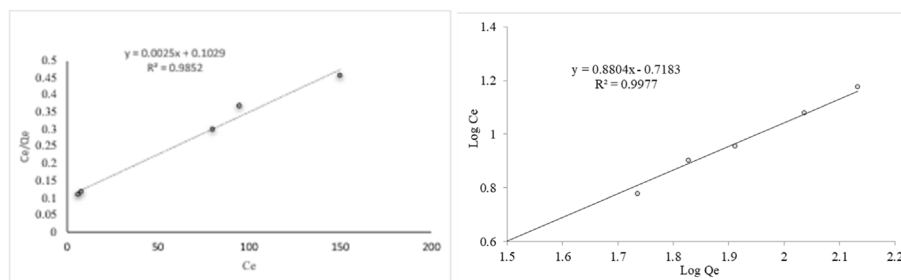 y = 0.0025x + 0.1029
R² = 0.9852
0.5
0.45
0.4
0.35
0.3
0.25
0.2
0.15
0.1
0.05
0
Ce/Qe
0 50 100 150 200
Ce
1.4
1.2
1
0.8
0.6
Log Ce
y = 0.8804x - 0.7183
R² = 0.9977
1.5 1.6 1.7 1.8 1.9 2 2.1 2.2
Log Qe